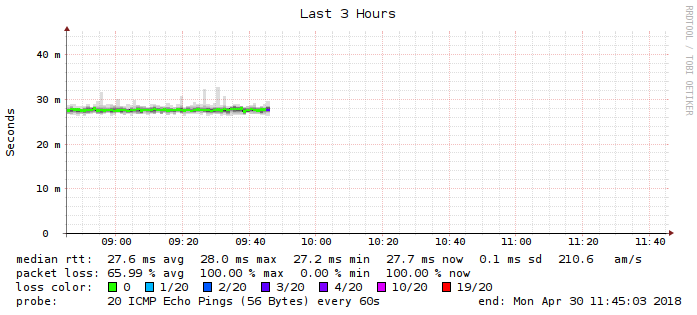 Last 3 Hours
RRDTOOL / TOBI OETIKER
Seconds
40 m
30 m
20 m
10 m
0
09:00 09:20 09:40 10:00 10:20 10:40 11:00 11:20 11:40
median rtt: 27.6 ms avg 28.0 ms max 27.2 ms min 27.7 ms now 0.1 ms sd 210.6 am/s
packet loss: 65.99 % avg 100.00 % max 0.00 % min 100.00 % now
loss color: 0 1/20 2/20 3/20 4/20 10/20 19/20
probe: 20 ICMP Echo Pings (56 Bytes) every 60s end: Mon Apr 30 11:45:03 2018